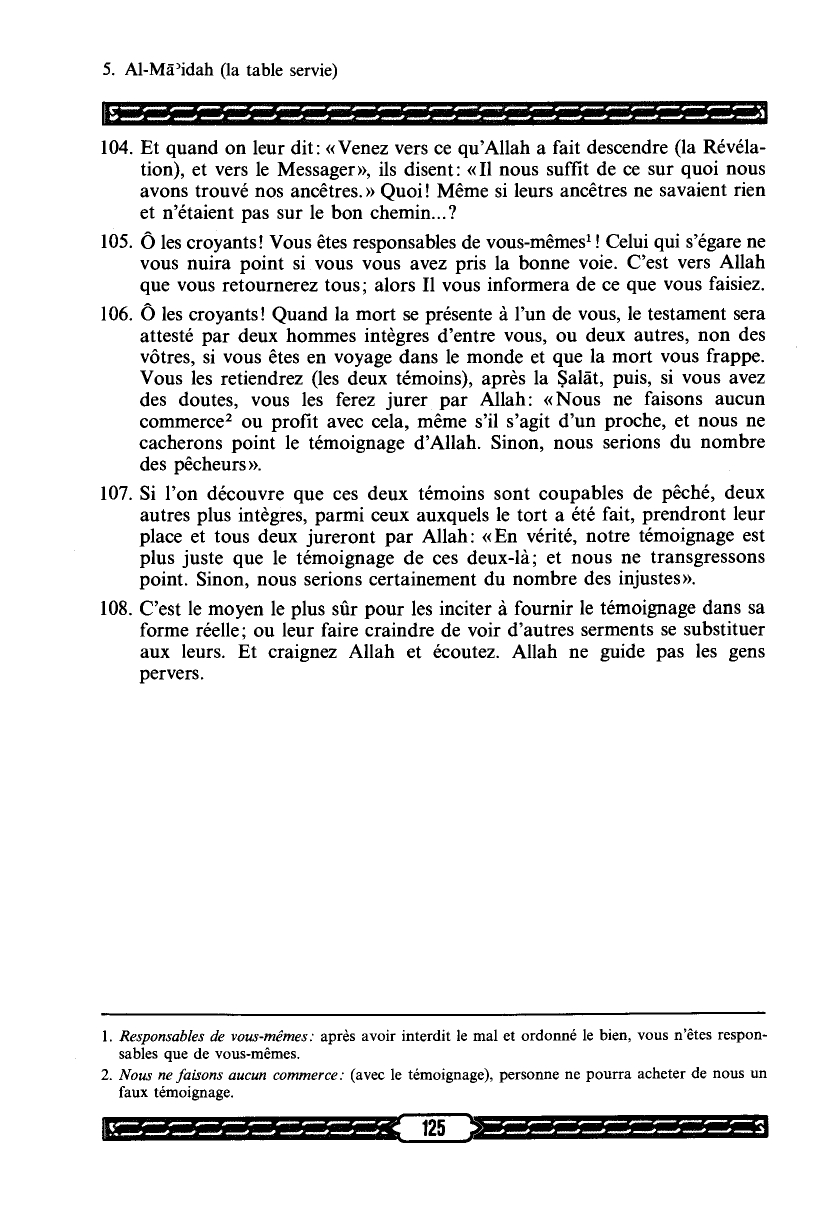 5. Al-Māʾidah (la table servie)
104. Et quand on leur dit: «Venez vers ce qu’Allah a fait descendre (la Révéla-
tion), et vers le Messager», ils disent: «Il nous suffit de ce sur quoi nous
avons trouvé nos ancêtres.» Quoi! Même si leurs ancêtres ne savaient rien
et n’étaient pas sur le bon chemin...?
105. Ô les croyants! Vous êtes responsables de vous-mêmes¹ ! Celui qui s’égare ne
vous nuira point si vous vous avez pris la bonne voie. C’est vers Allah
que vous retournerez tous; alors Il vous informera de ce que vous faisiez.
106. Ô les croyants! Quand la mort se présente à l’un de vous, le testament sera
attesté par deux hommes intègres d’entre vous, ou deux autres, non des
vôtres, si vous êtes en voyage dans le monde et que la mort vous frappe.
Vous les retiendrez (les deux témoins), après la Ṣalāt, puis, si vous avez
des doutes, vous les ferez jurer par Allah: «Nous ne faisons aucun
commerce² ou profit avec cela, même s’il s’agit d’un proche, et nous ne
cacherons point le témoignage d’Allah. Sinon, nous serions du nombre
des pêcheurs».
107. Si l’on découvre que ces deux témoins sont coupables de péché, deux
autres plus intègres, parmi ceux auxquels le tort a été fait, prendront leur
place et tous deux jureront par Allah: «En vérité, notre témoignage est
plus juste que le témoignage de ces deux-là; et nous ne transgressons
point. Sinon, nous serions certainement du nombre des injustes».
108. C’est le moyen le plus sûr pour les inciter à fournir le témoignage dans sa
forme réelle; ou leur faire craindre de voir d’autres serments se substituer
aux leurs. Et craignez Allah et écoutez. Allah ne guide pas les gens
pervers.
1. Responsables de vous-mêmes: après avoir interdit le mal et ordonné le bien, vous n’êtes respon-
sables que de vous-mêmes.
2. Nous ne faisons aucun commerce: (avec le témoignage), personne ne pourra acheter de nous un
faux témoignage.
125